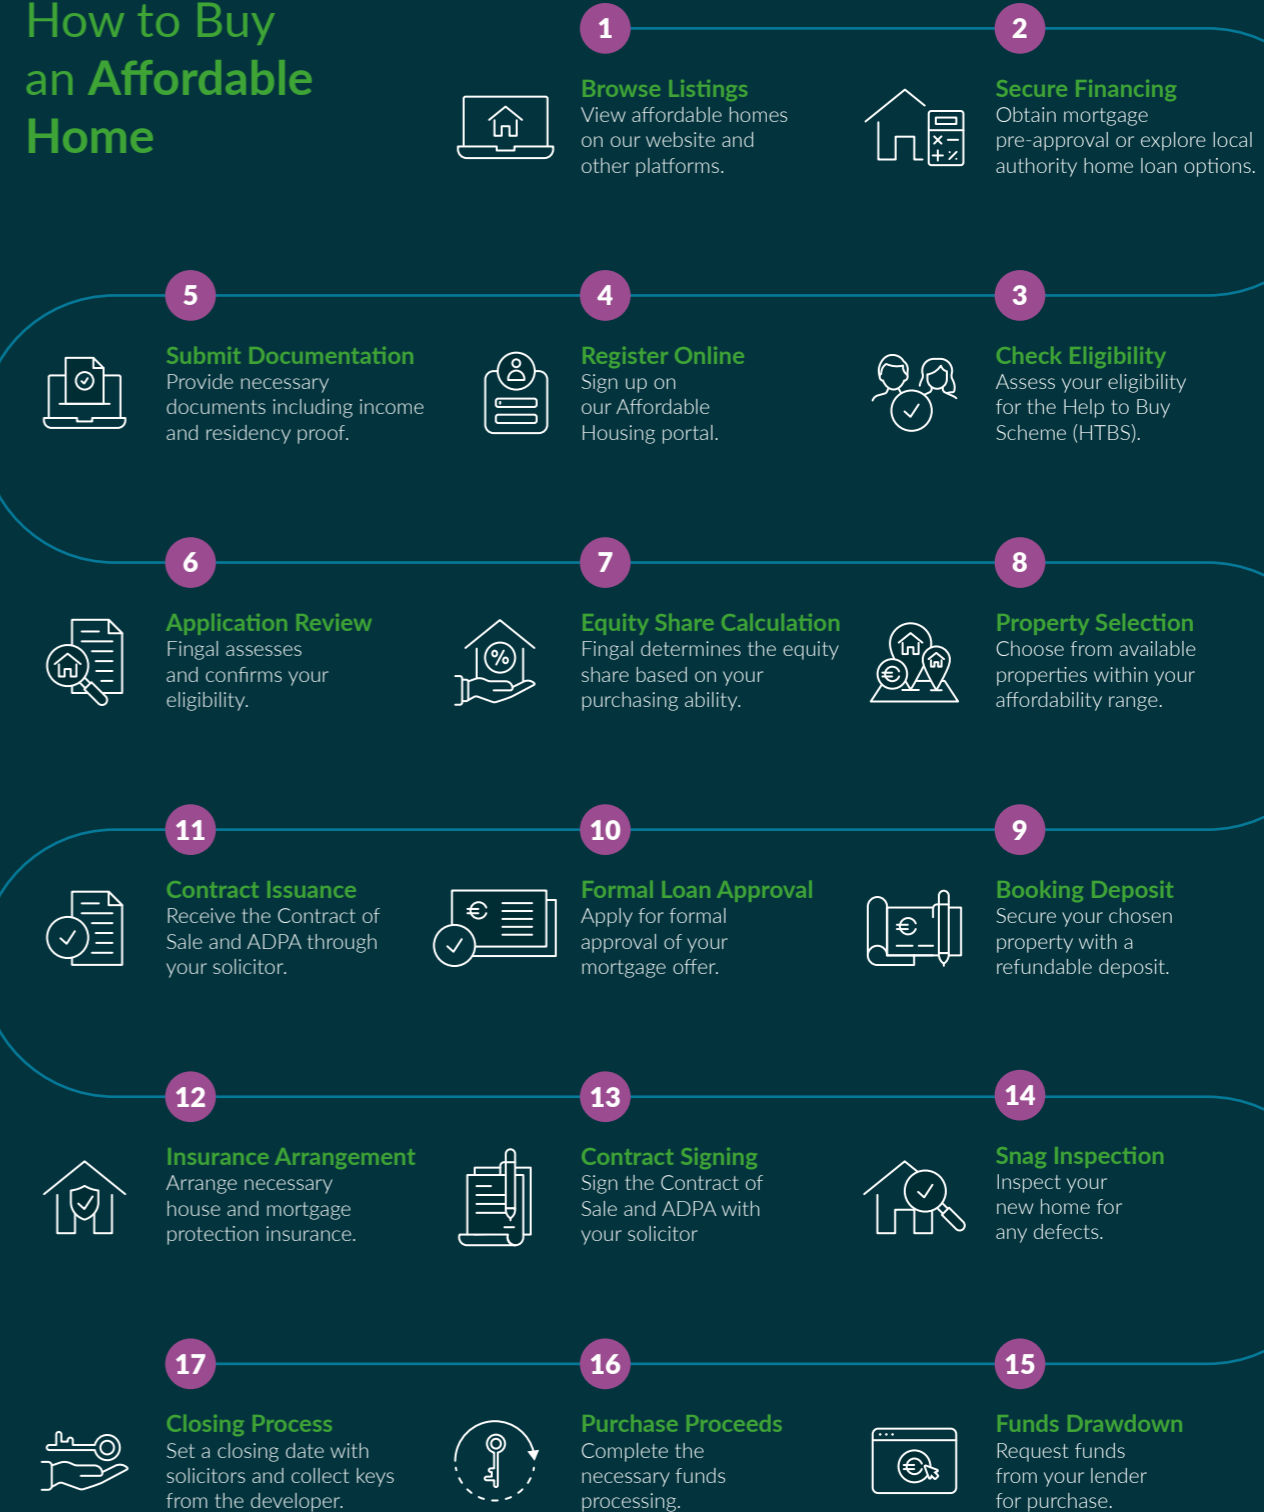 How to Buy
an Affordable
Home
1
Browse Listings
View affordable homes
on our website and
other platforms.
2
Secure Financing
Obtain mortgage
pre-approval or explore local
authority home loan options.
3
Check Eligibility
Assess your eligibility
for the Help to Buy
Scheme (HTBS).
4
Register Online
Sign up on
our Affordable
Housing portal.
5
Submit Documentation
Provide necessary
documents including income
and residency proof.
6
Application Review
Fingal assesses
and confirms your
eligibility.
7
Equity Share Calculation
Fingal determines the equity
share based on your
purchasing ability.
8
Property Selection
Choose from available
properties within your
affordability range.
9
Booking Deposit
Secure your chosen
property with a
refundable deposit.
10
Formal Loan Approval
Apply for formal
approval of your
mortgage offer.
11
Contract Issuance
Receive the Contract of
Sale and ADPA through
your solicitor.
12
Insurance Arrangement
Arrange necessary
house and mortgage
protection insurance.
13
Contract Signing
Sign the Contract of
Sale and ADPA with
your solicitor
14
Snag Inspection
Inspect your
new home for
any defects.
15
Funds Drawdown
Request funds
from your lender
for purchase.
16
Purchase Proceeds
Complete the
necessary funds
processing.
17
Closing Process
Set a closing date with
solicitors and collect keys
from the developer.